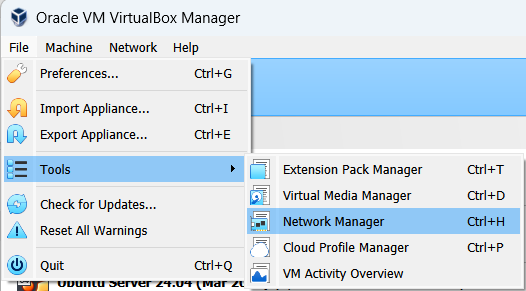 Oracle VM VirtualBox Manager
File Machine Network Help
Preferences... Ctrl+G
Import Appliance... Ctrl+I
Export Appliance... Ctrl+E
Tools
Extension Pack Manager Ctrl+T
Virtual Media Manager Ctrl+D
Network Manager Ctrl+H
Cloud Profile Manager Ctrl+P
VM Activity Overview
Check for Updates...
Reset All Warnings
Quit Ctrl+Q
Ubuntu Server 24.04 (Mar 20